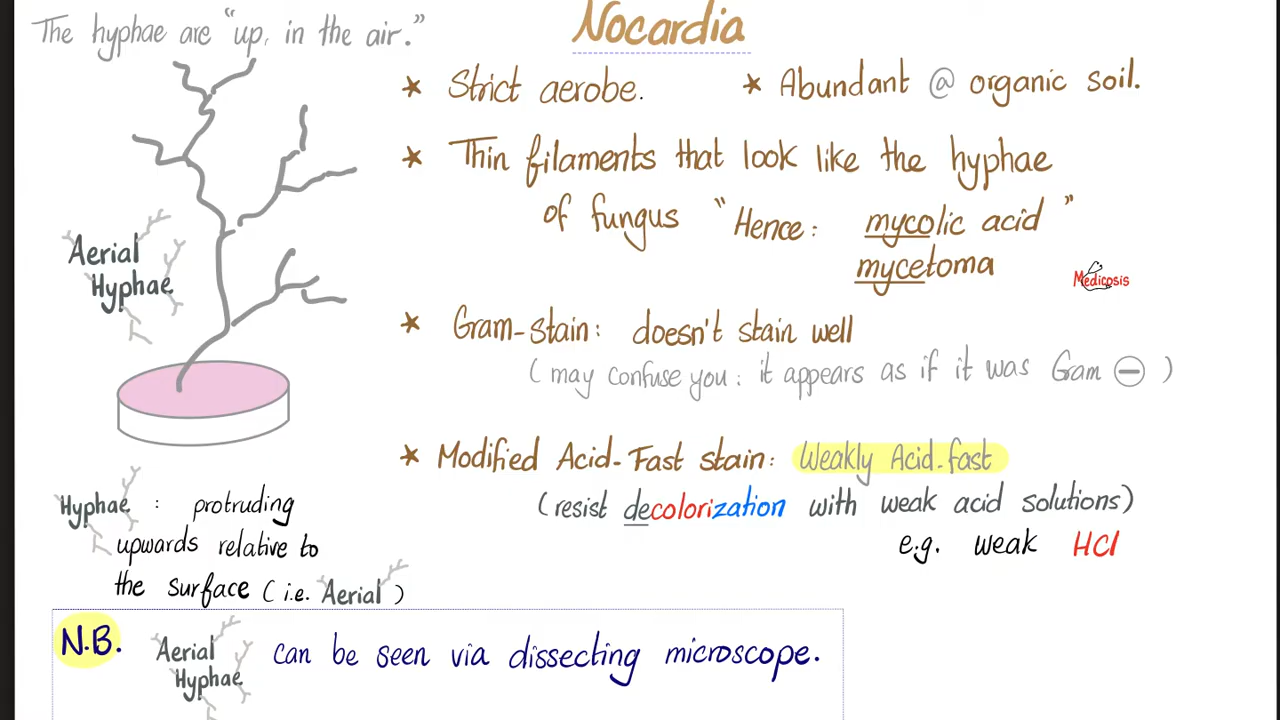 The hyphae are "up, in the air."
Nocardia
* Strict aerobe. * Abundant @ organic soil.
* Thin filaments that look like the hyphae
of fungus "Hence: mycolic acid"
mycetoma
Aerial
Hyphae
Medicosis
* Gram-stain: doesn't stain well
(may confuse you: it appears as if it was Gram ⊖)
* Modified Acid-Fast stain: Weakly Acid-fast
(resist decolorization with weak acid solutions)
e.g. weak HCl
Hyphae : protruding
upwards relative to
the surface (i.e. Aerial)
N.B. Aerial
Hyphae can be seen via dissecting microscope.